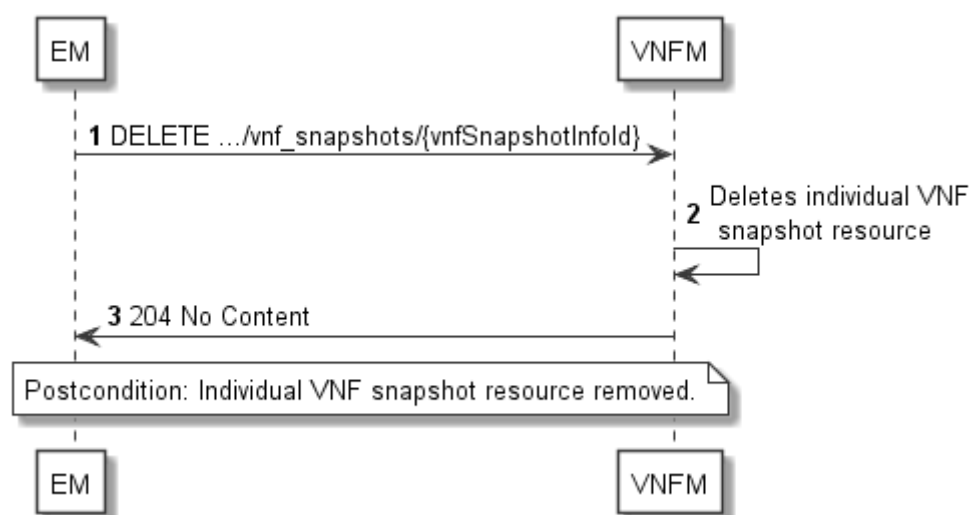 EM
VNFM
1 DELETE .../vnf_snapshots/{vnfSnapshotInfoId}
2 Deletes individual VNF
snapshot resource
3 204 No Content
Postcondition: Individual VNF snapshot resource removed.
EM
VNFM